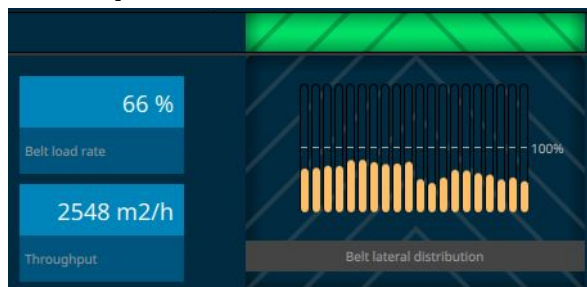 66 %
Belt load rate
2548 m2/h
Throughput
100%
Belt lateral distribution